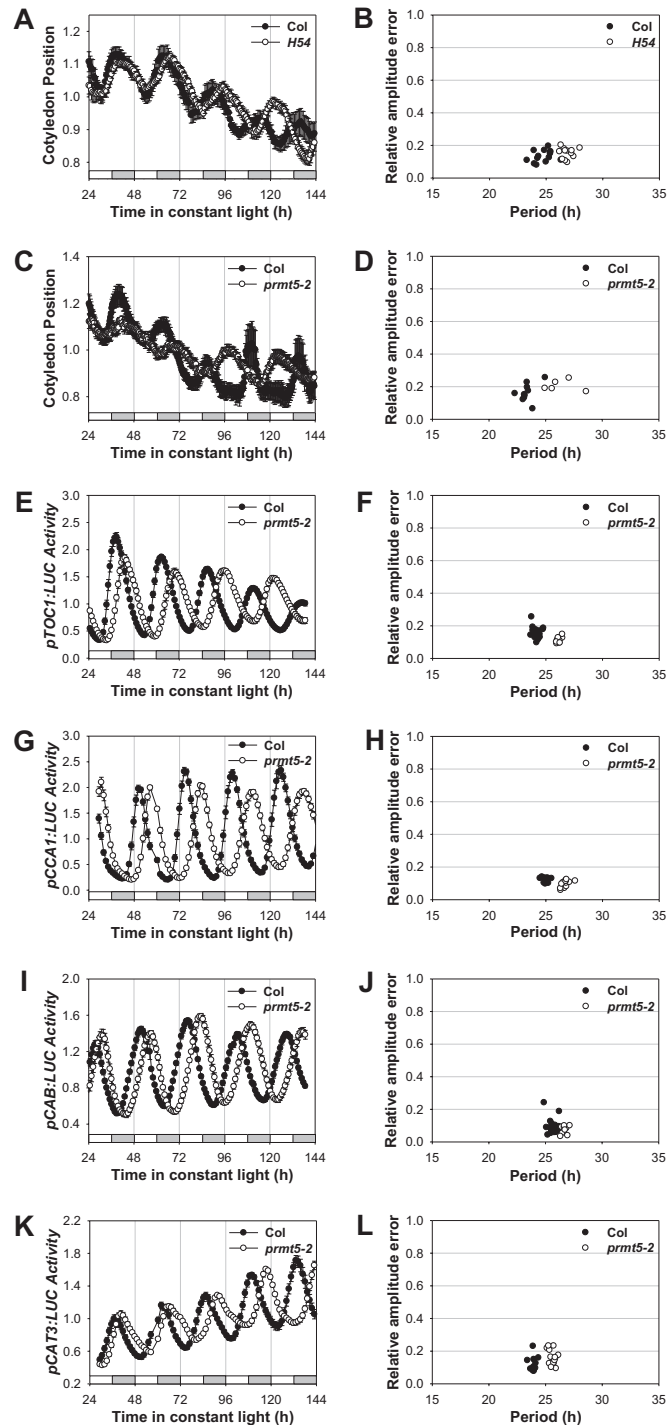 A
Cotyledon Position
1.2
1.1
1.0
0.9
0.8
Col
H54
24 48 72 96 120 144
Time in constant light (h)
B
Relative amplitude error
1.0
0.8
0.6
0.4
0.2
0.0
Col
H54
15 20 25 30 35
Period (h)
C
Cotyledon Position
1.4
1.2
1.0
0.8
Col
prmt5-2
24 48 72 96 120 144
Time in constant light (h)
D
Relative amplitude error
1.0
0.8
0.6
0.4
0.2
0.0
Col
prmt5-2
15 20 25 30 35
Period (h)
E
pTOC1:LUC Activity
3.0
2.5
2.0
1.5
1.0
0.5
0.0
Col
prmt5-2
24 48 72 96 120 144
Time in constant light (h)
F
Relative amplitude error
1.0
0.8
0.6
0.4
0.2
0.0
Col
prmt5-2
15 20 25 30 35
Period (h)
G
pCCA1:LUC Activity
3.0
2.5
2.0
1.5
1.0
0.5
0.0
Col
prmt5-2
24 48 72 96 120 144
Time in constant light (h)
H
Relative amplitude error
1.0
0.8
0.6
0.4
0.2
0.0
Col
prmt5-2
15 20 25 30 35
Period (h)
I
pCAB:LUC Activity
2.0
1.6
1.2
0.8
0.4
Col
prmt5-2
24 48 72 96 120 144
Time in constant light (h)
J
Relative amplitude error
1.0
0.8
0.6
0.4
0.2
0.0
Col
prmt5-2
15 20 25 30 35
Period (h)
K
pCAT3:LUC Activity
2.2
1.8
1.4
1.0
0.6
0.2
Col
prmt5-2
24 48 72 96 120 144
Time in constant light (h)
L
Relative amplitude error
1.0
0.8
0.6
0.4
0.2
0.0
Col
prmt5-2
15 20 25 30 35
Period (h)